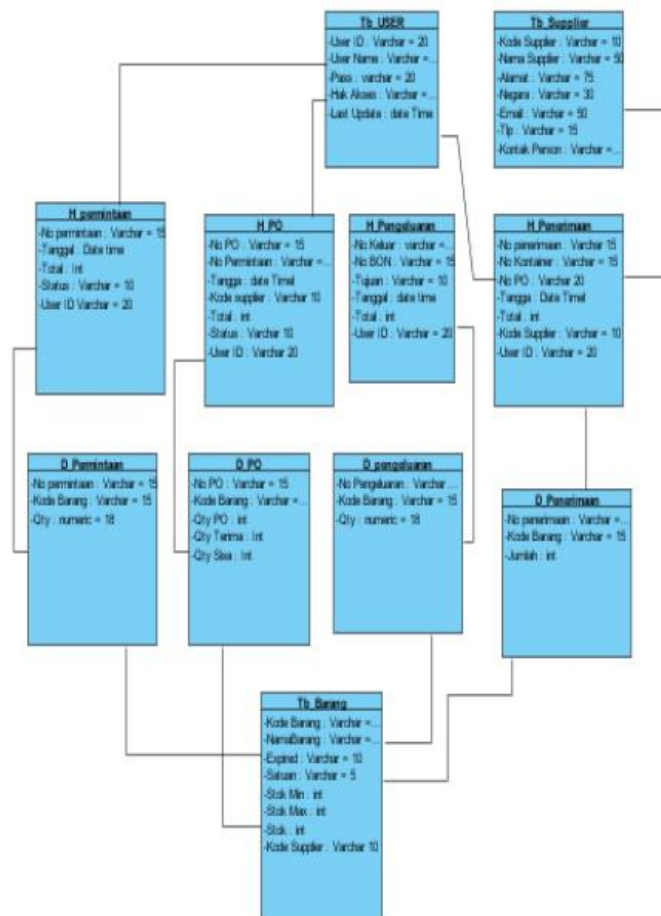 Tb_USER
-User ID : Varchar = 20
-User Name : Varchar =...
-Pass : varchar = 20
-Hak Akses : Varchar =...
-Last Update : date Time
Tb_Supplier
-Kode Supplier : Varchar = 10
-Nama Supplier : Varchar = 50
-Alamat : Varchar = 75
-Negara : Varchar = 30
-Email : Varchar = 50
-Tlp : Varchar = 15
-Kontak Person : Varchar =...
H_permintaan
-No permintaan : Varchar = 15
-Tanggal : Date time
-Total : Int
-Status : Varchar = 10
-User ID Varchar = 20
H_PO
-No PO : Varchar = 15
-No Permintaan : Varchar =...
-Tangga : date Timel
-Kode supplier : Varchar 10
-Total : int
-Status : Varchar 10
-User ID : Varchar 20
H_Pengeluaran
-No Keluar : varchar =...
-No BON : Varchar = 15
-Tujuan : Varchar = 10
-Tanggal : date time
-Total : int
-User ID : Varchar = 20
H_Penerimaan
-No penerimaan : Varchar 15
-No Kontainer : Varchar = 15
-No PO : Varchar 20
-Tangga : Date Timel
-Total : int
-Kode Supplier : Varchar = 10
-User ID : Varchar = 20
D_Permintaan
-No permintaan : Varchar = 15
-Kode Barang : Varchar = 15
-Qty : numeric = 18
D_PO
-No PO : Varchar = 15
-Kode Barang : Varchar =...
-Qty PO : int
-Qty Terima : Int
-Qty Sisa : Int
D_pengeluaran
-No Pengeluaran : Varchar ...
-Kode Barang : Varchar = 15
-Qty : numeric = 18
D_Penerimaan
-No penerimaan : Varchar =...
-Kode Barang : Varchar = 15
-Jumlah : int
Tb_Barang
-Kode Barang : Varchar =...
-NamaBarang : Varchar =...
-Expired : Varchar = 10
-Satuan : Varchar = 5
-Stok Min : int
-Stok Max : int
-Stok : int
-Kode Supplier : Varchar 10